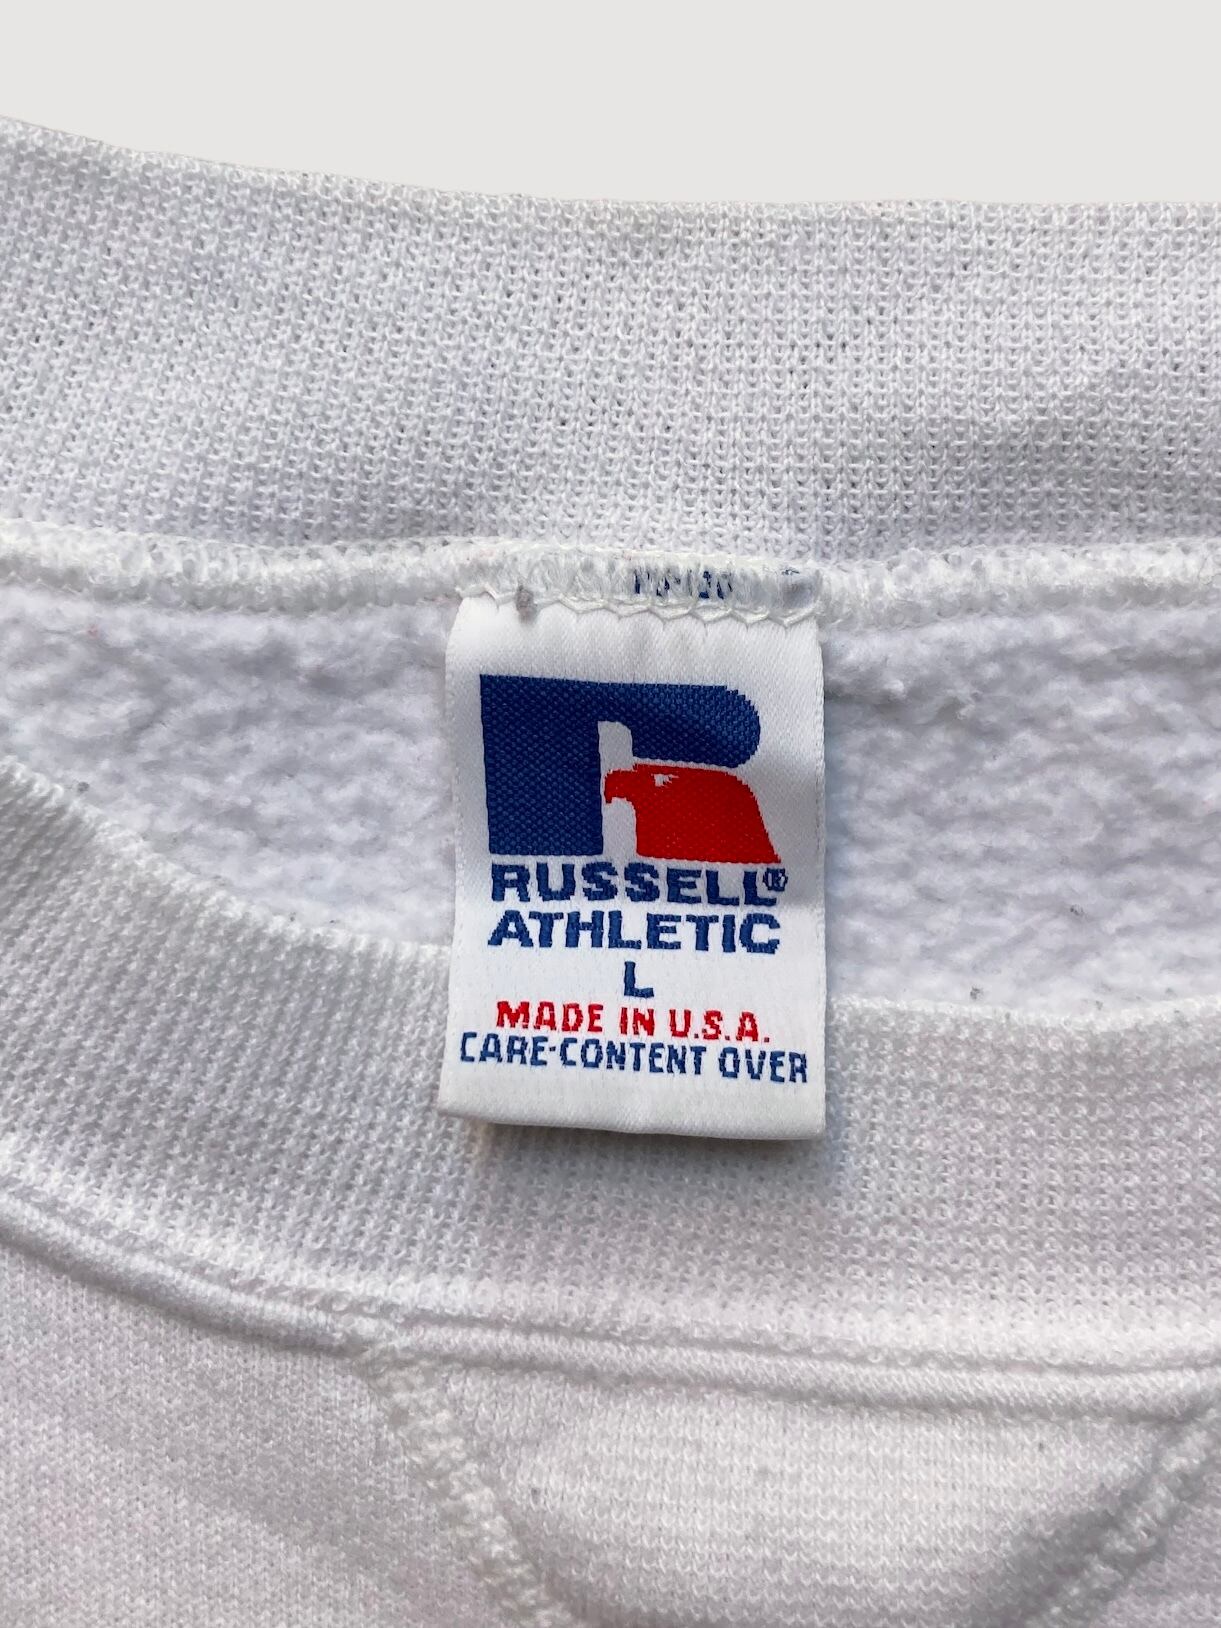 RUSSELL®
ATHLETIC
L
MADE IN U.S.A.
CARE-CONTENT OVER